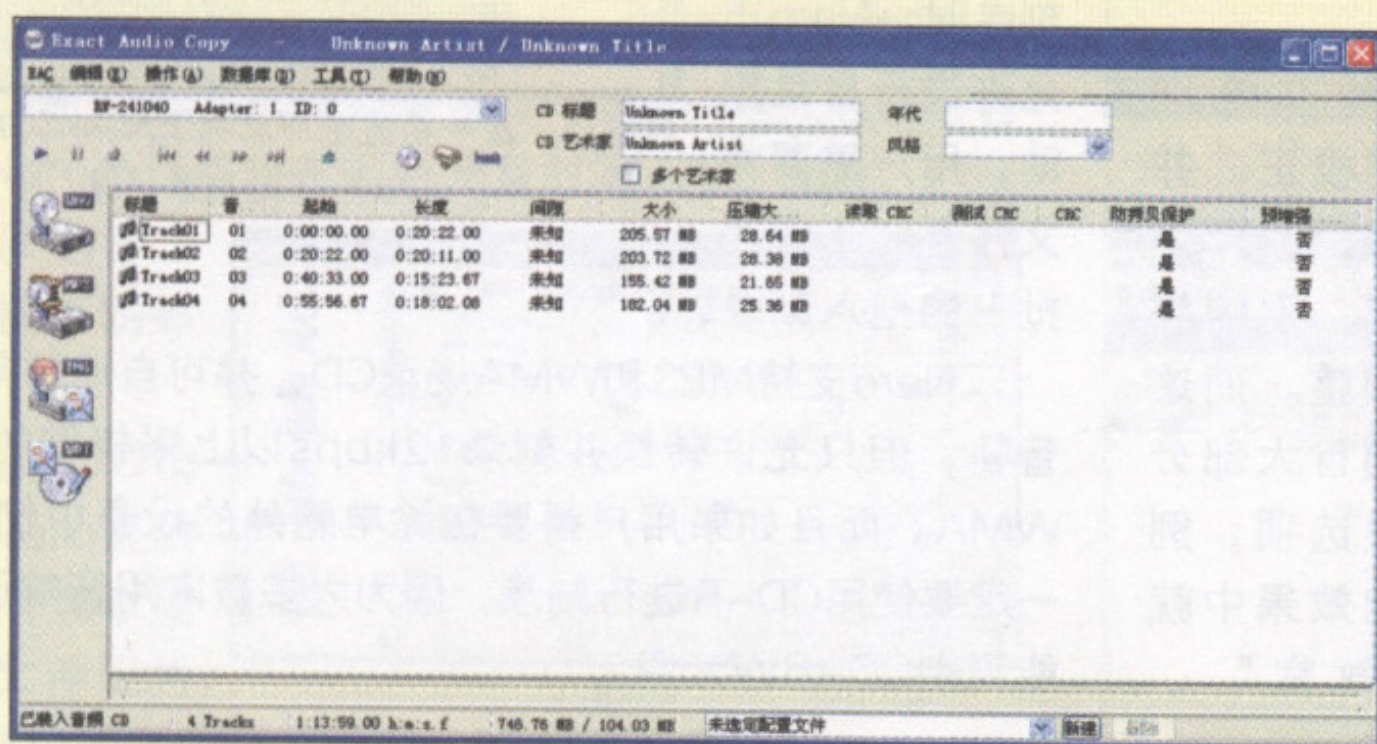 Exact Audio Copy - Unknown Artist / Unknown Title
EAC 编辑(E) 操作(A) 数据库(D) 工具(T) 帮助(H)
Adapter: 1 ID: 0
CD 标题 Unknown Title 年代
CD 艺术家 Unknown Artist 风格
多个艺术家
标题 音 起始 长度 间隙 大小 压缩大... 读取 CRC 测试 CRC CRC 防拷贝保护 预增强
Track01 01 0:00:00.00 0:20:22.00 未知 205.57 MB 28.64 MB 是 否
Track02 02 0:20:22.00 0:20:11.00 未知 203.72 MB 28.38 MB 是 否
Track03 03 0:40:33.00 0:15:23.67 未知 155.42 MB 21.65 MB 是 否
Track04 04 0:55:56.67 0:18:02.08 未知 182.04 MB 25.36 MB 是 否
WAV
MP3
IMG
WRI
已装入音频 CD 4 Tracks 1:13:59.00 h:m:s.f 746.76 MB / 104.03 MB 未选定配置文件 新建